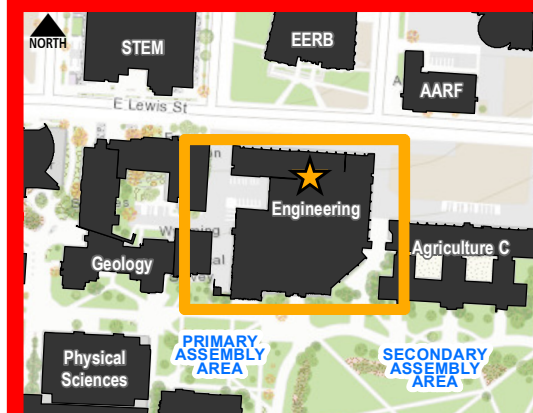 NORTH
STEM
EERB
AARF
E Lewis St
Engineering
Agriculture C
Geology
PRIMARY
ASSEMBLY
AREA
SECONDARY
ASSEMBLY
AREA
Physical
Sciences